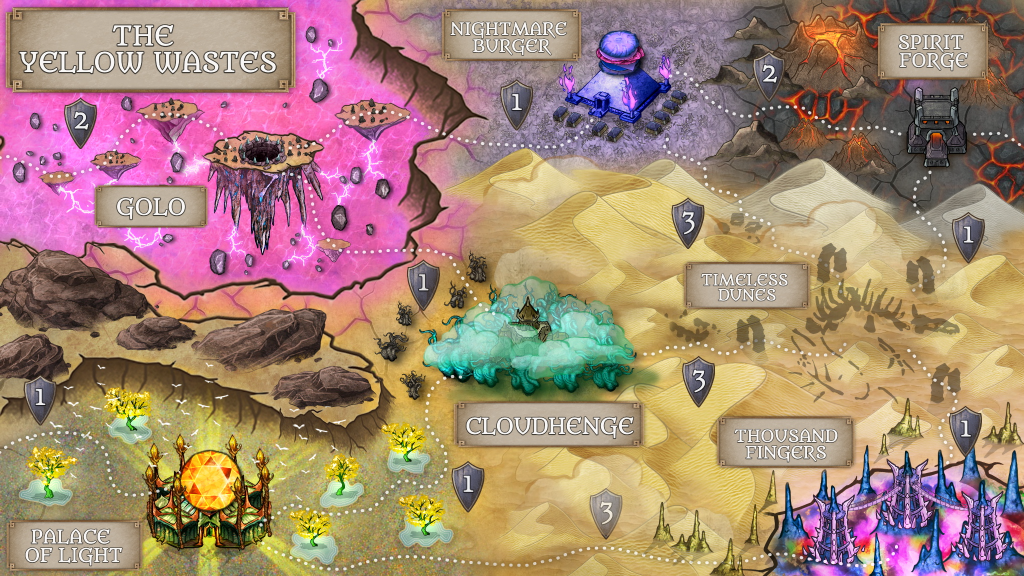 THE
YELLOW WASTES
NIGHTMARE
BURGER
SPIRIT
FORGE
2
1
2
GOLO
3
1
1
TIMELESS
DUNES
1
3
CLOUDHENGE
THOUSAND
FINGERS
1
1
3
PALACE
OF LIGHT